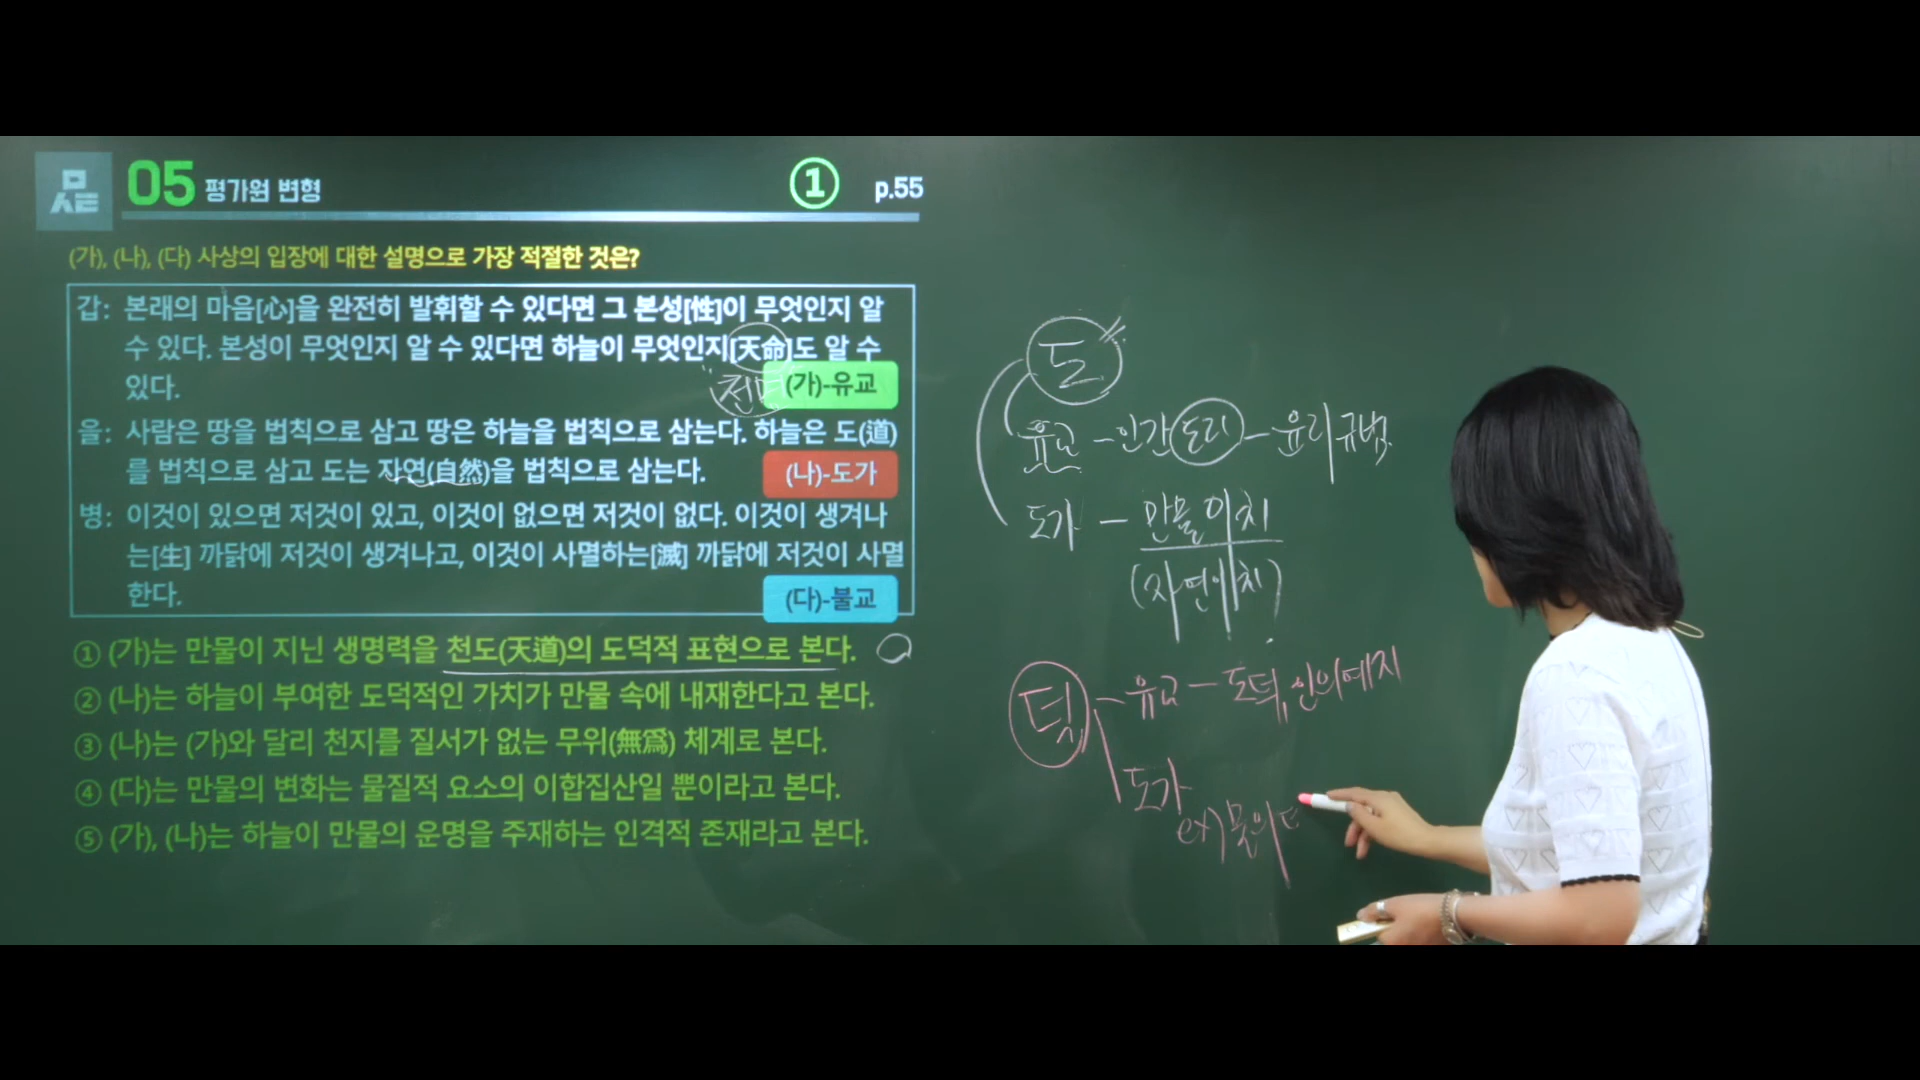 모든
05 평가원 변형 ① p.55
(가), (나), (다) 사상의 입장에 대한 설명으로 가장 적절한 것은?
갑: 본래의 마음[心]을 완전히 발휘할 수 있다면 그 본성[性]이 무엇인지 알
수 있다. 본성이 무엇인지 알 수 있다면 하늘이 무엇인지[天命]도 알 수
있다.
(가)-유교
을: 사람은 땅을 법칙으로 삼고 땅은 하늘을 법칙으로 삼는다. 하늘은 도(道)
를 법칙으로 삼고 도는 자연(自然)을 법칙으로 삼는다.
(나)-도가
병: 이것이 있으면 저것이 있고, 이것이 없으면 저것이 없다. 이것이 생겨나
는[生] 까닭에 저것이 생겨나고, 이것이 사멸하는[滅] 까닭에 저것이 사멸
한다.
(다)-불교
① (가)는 만물이 지닌 생명력을 천도(天道)의 도덕적 표현으로 본다.
② (나)는 하늘이 부여한 도덕적인 가치가 만물 속에 내재한다고 본다.
③ (나)는 (가)와 달리 천지를 질서가 없는 무위(無爲) 체계로 본다.
④ (다)는 만물의 변화는 물질적 요소의 이합집산일 뿐이라고 본다.
⑤ (가), (나)는 하늘이 만물의 운명을 주재하는 인격적 존재라고 본다.
도
유교 - 인간 도리 - 윤리규범
도가 - 만물 이치
(자연이치)
덕 - 유교 - 도덕, 인의예지
도가
ex) 물의